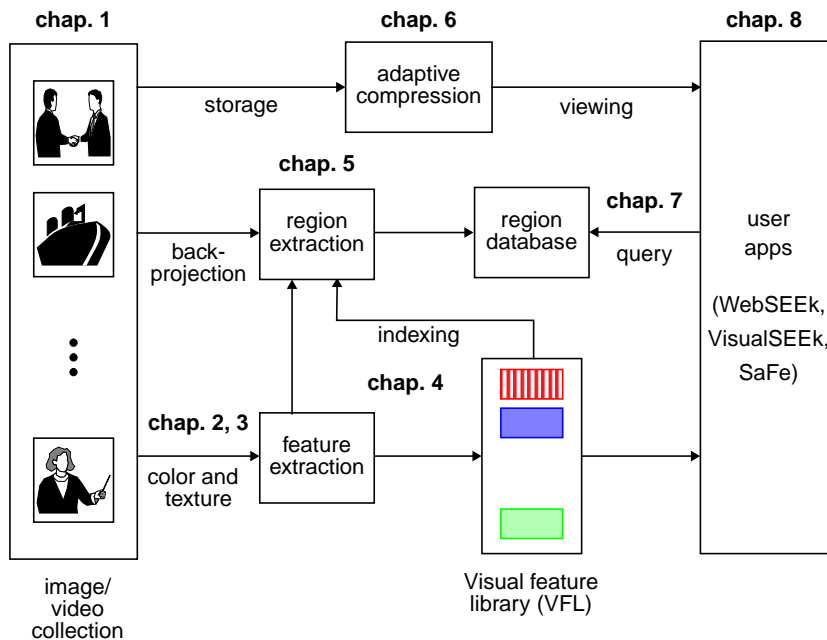 chap. 1
chap. 6
chap. 8
adaptive
compression
storage
viewing
chap. 5
chap. 7
region
extraction
region
database
back-
projection
query
user
apps
(WebSEEk,
VisualSEEk,
SaFe)
indexing
chap. 4
chap. 2, 3
feature
extraction
color and
texture
image/
video
collection
Visual feature
library (VFL)